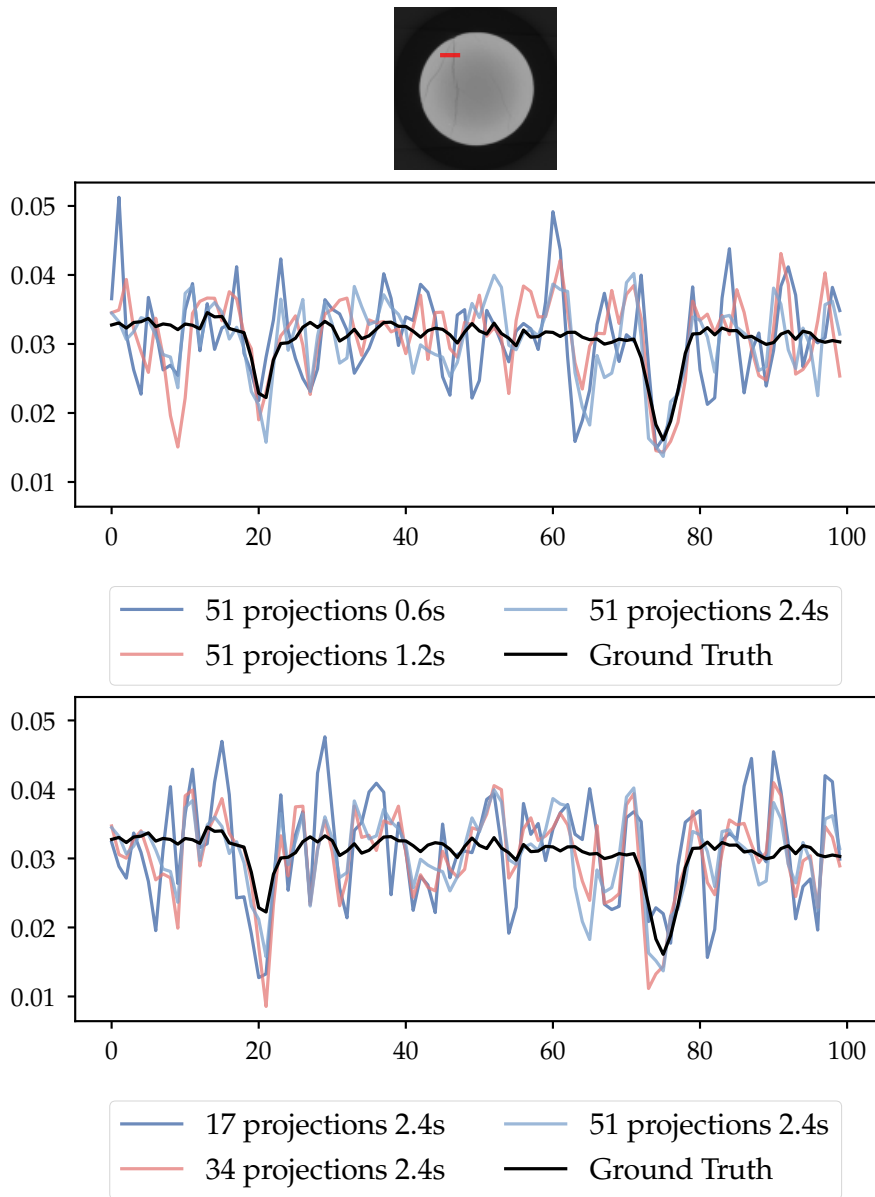 0.05
0.04
0.03
0.02
0.01
0 20 40 60 80 100
51 projections 0.6s 51 projections 2.4s
51 projections 1.2s Ground Truth
0.05
0.04
0.03
0.02
0.01
0 20 40 60 80 100
17 projections 2.4s 51 projections 2.4s
34 projections 2.4s Ground Truth